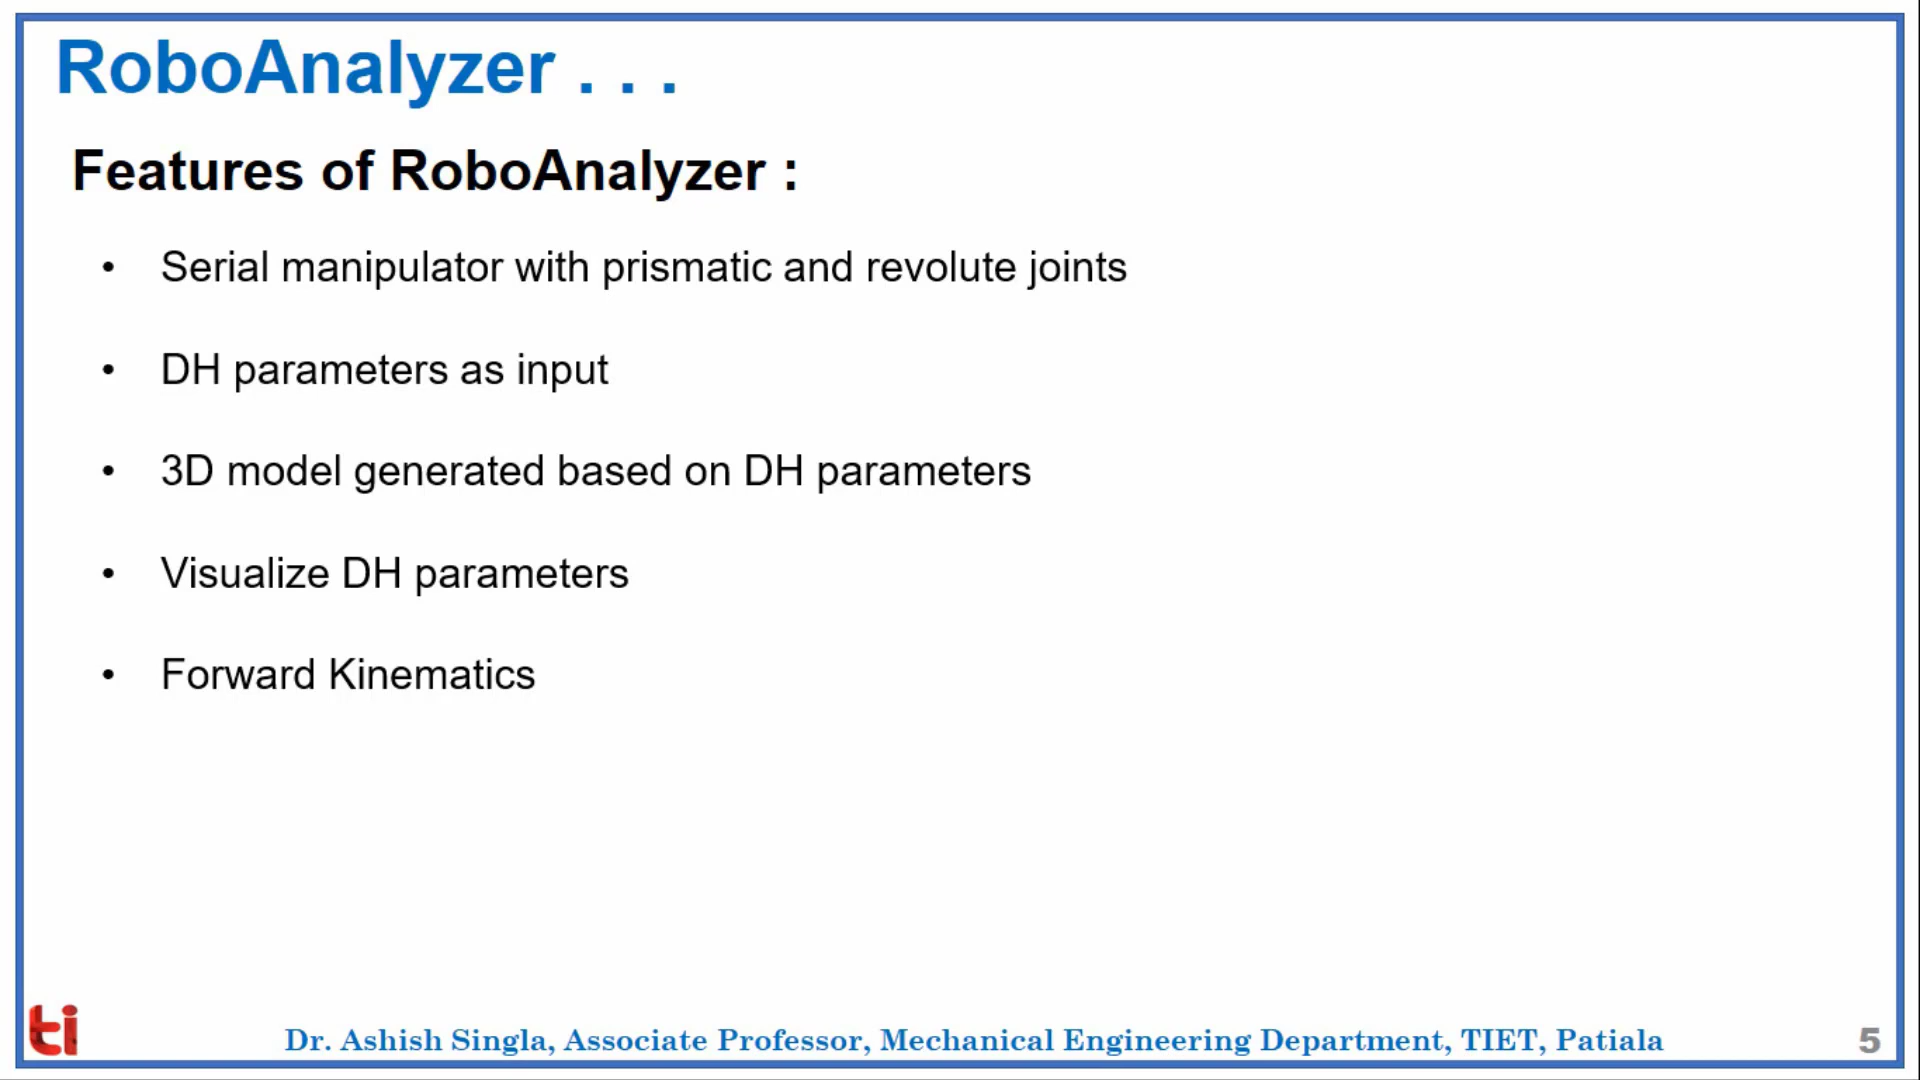 RoboAnalyzer . . .
Features of RoboAnalyzer :
• Serial manipulator with prismatic and revolute joints
• DH parameters as input
• 3D model generated based on DH parameters
• Visualize DH parameters
• Forward Kinematics
ti
Dr. Ashish Singla, Associate Professor, Mechanical Engineering Department, TIET, Patiala
5